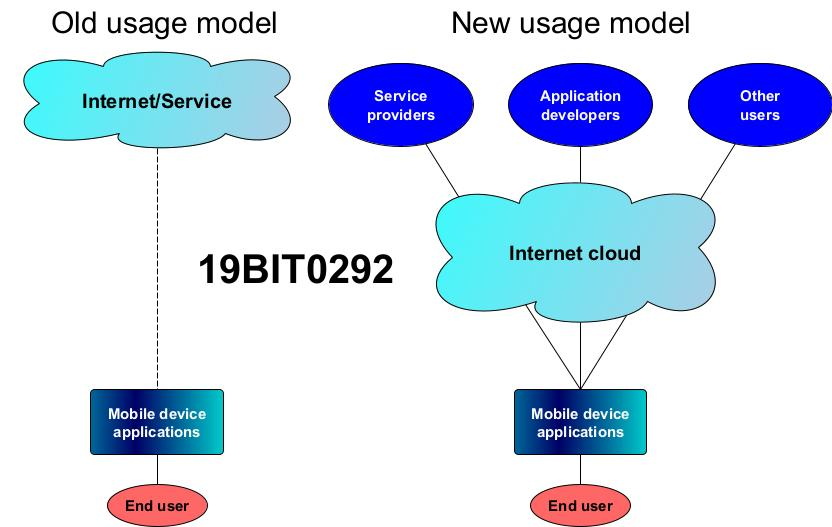 Old usage model
New usage model
Internet/Service
Service
providers
Application
developers
Other
users
Internet cloud
19BIT0292
Mobile device
applications
Mobile device
applications
End user
End user